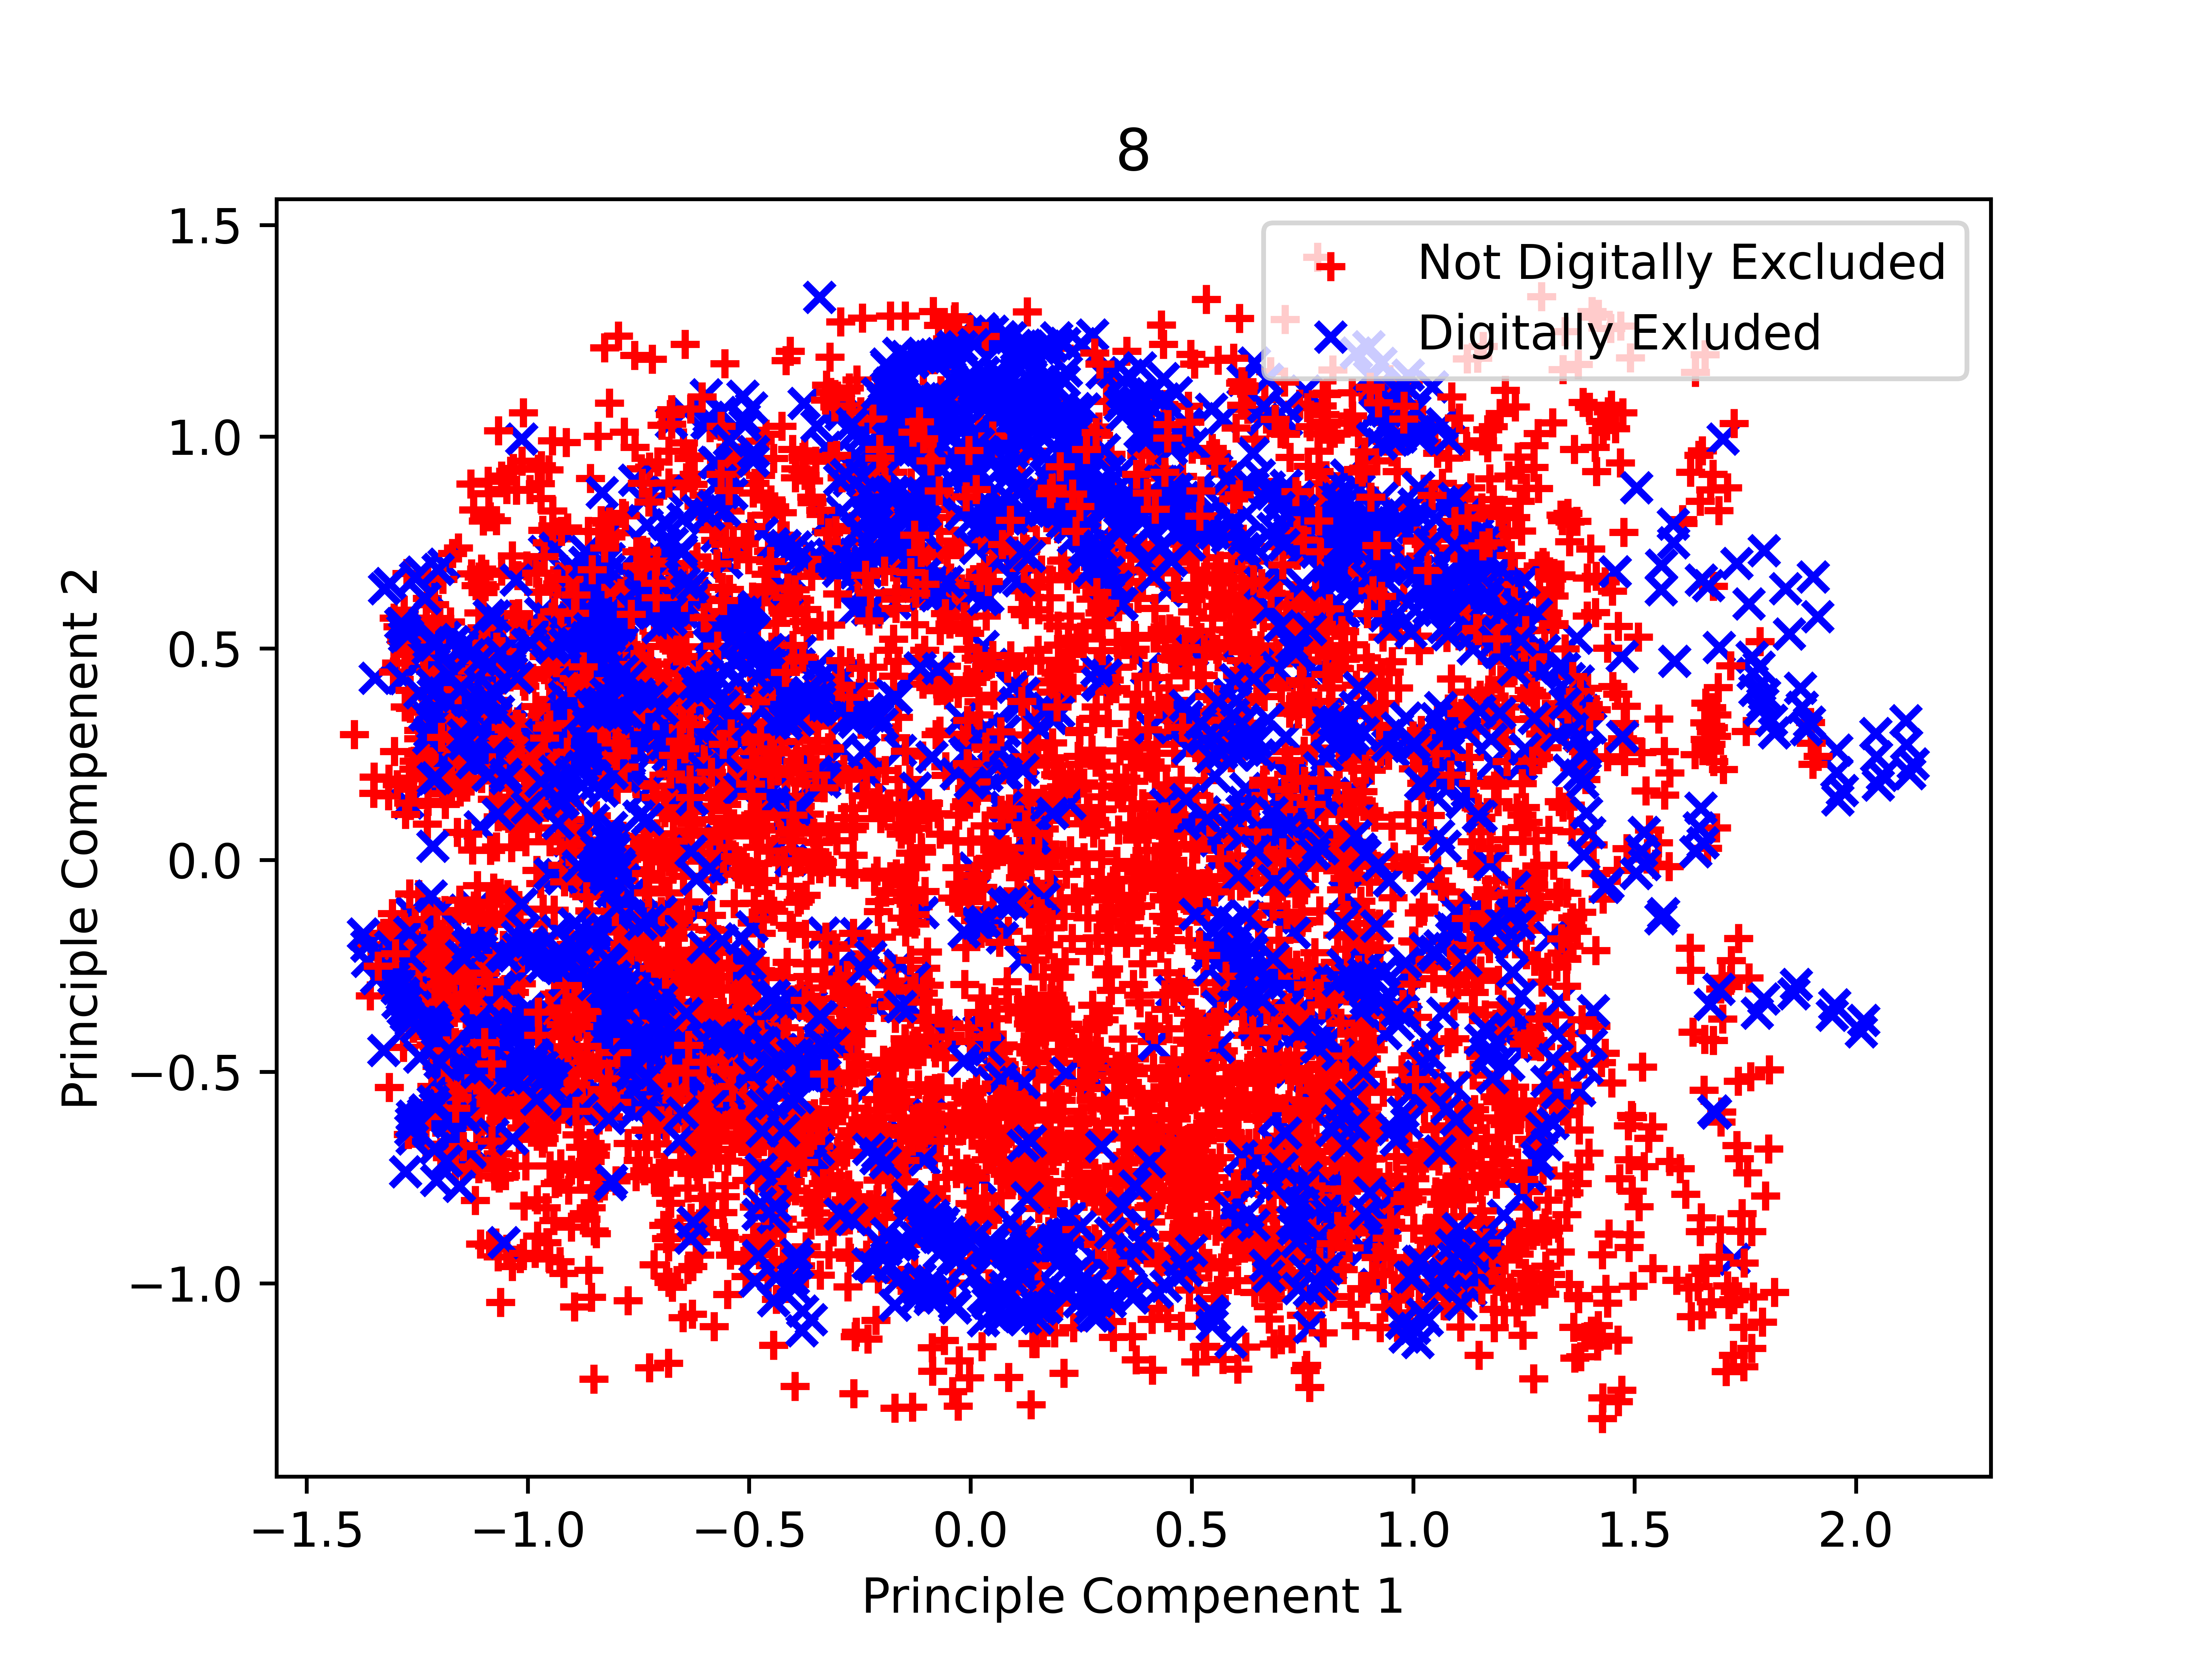 8
Not Digitally Excluded
Digitally Exluded
1.5
1.0
0.5
0.0
−0.5
−1.0
Principle Compenent 2
−1.5 −1.0 −0.5 0.0 0.5 1.0 1.5 2.0
Principle Compenent 1